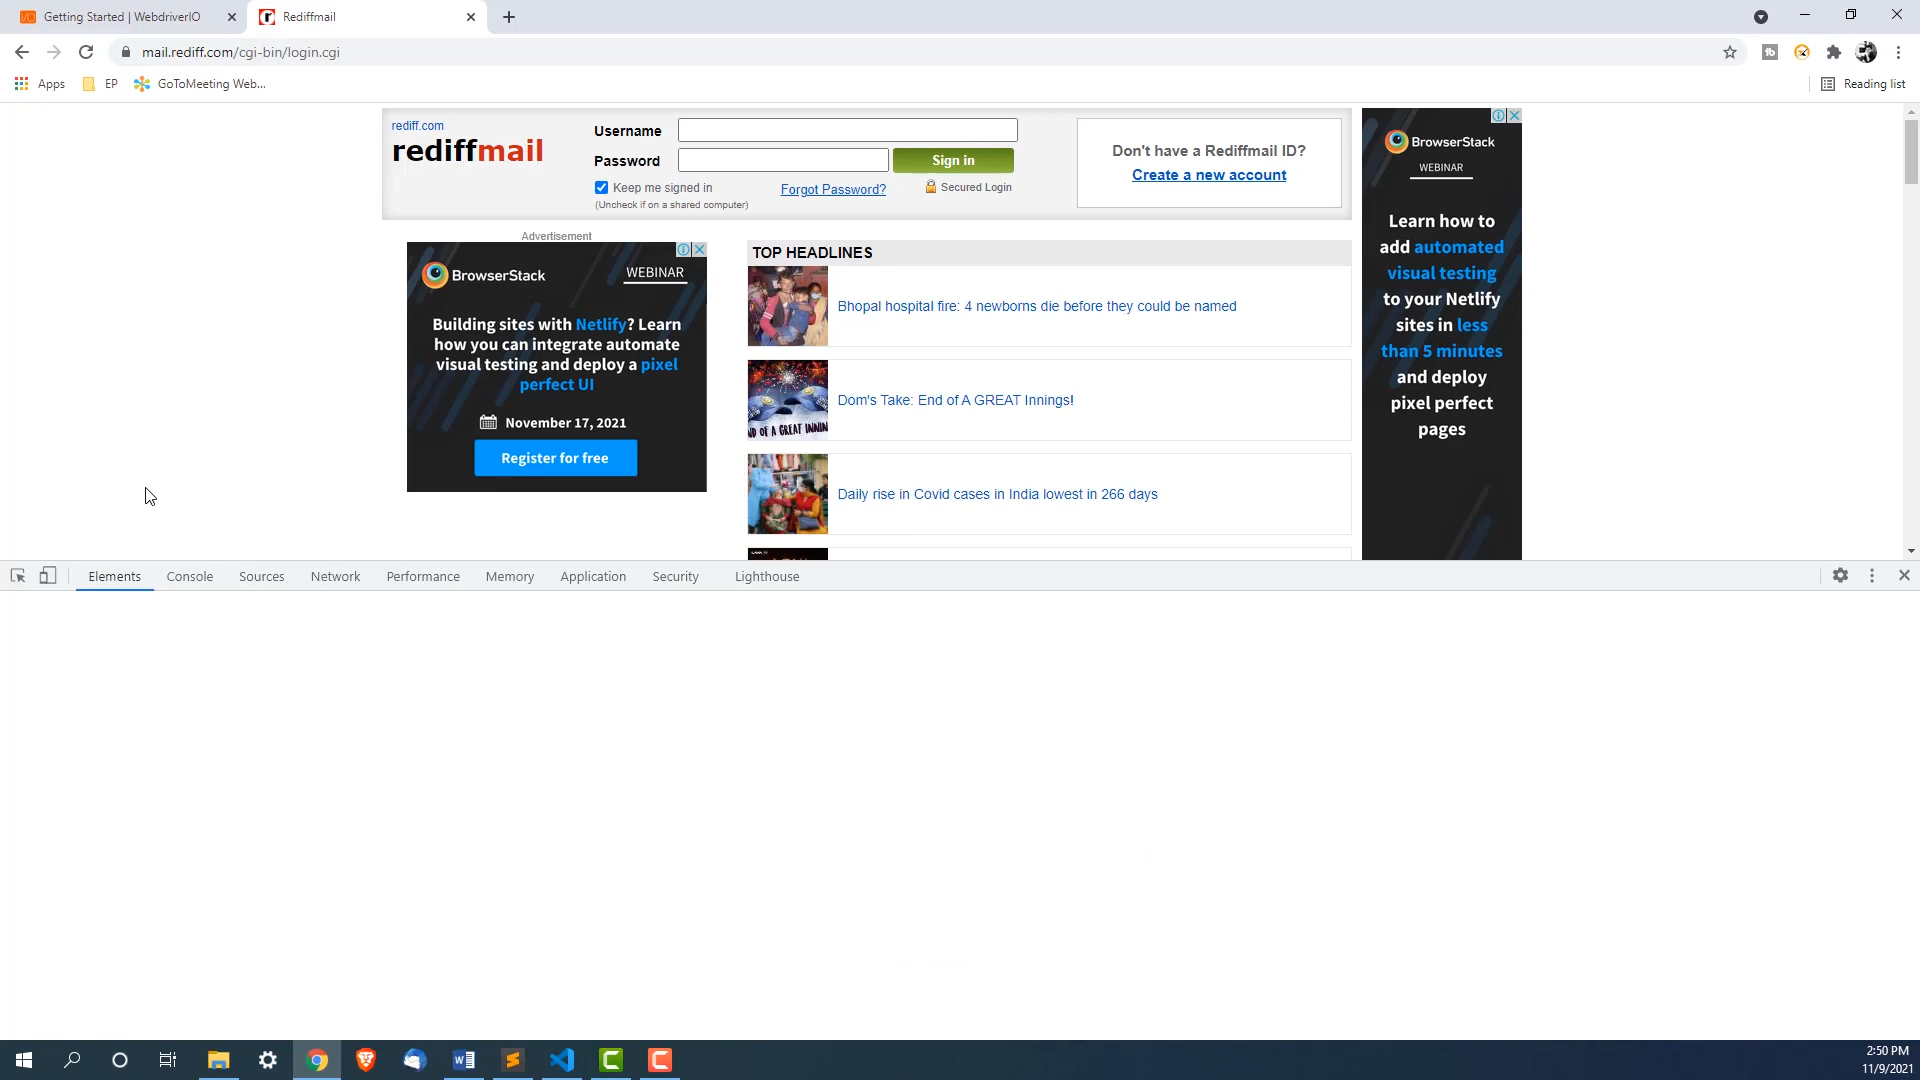 Getting Started | WebdriverIO
Rediffmail
mail.rediff.com/cgi-bin/login.cgi
Apps
EP
GoToMeeting Web...
Reading list
rediff.com
rediffmail
Username
Password
Sign in
Keep me signed in
(Uncheck if on a shared computer)
Forgot Password?
Secured Login
Don't have a Rediffmail ID?
Create a new account
Advertisement
BrowserStack
WEBINAR
Building sites with Netlify? Learn
how you can integrate automate
visual testing and deploy a pixel
perfect UI
November 17, 2021
Register for free
TOP HEADLINES
Bhopal hospital fire: 4 newborns die before they could be named
Dom's Take: End of A GREAT Innings!
ND OF A GREAT INNIN
Daily rise in Covid cases in India lowest in 266 days
BrowserStack
WEBINAR
Learn how to
add automated
visual testing
to your Netlify
sites in less
than 5 minutes
and deploy
pixel perfect
pages
Elements
Console
Sources
Network
Performance
Memory
Application
Security
Lighthouse
2:50 PM
11/9/2021